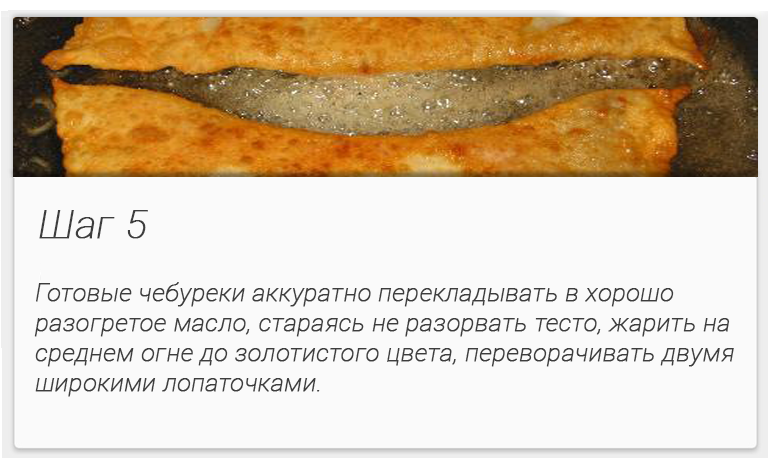 Шаг 5
Готовые чебуреки аккуратно перекладывать в хорошо
разогретое масло, стараясь не разорвать тесто, жарить на
среднем огне до золотистого цвета, переворачивать двумя
широкими лопаточками.